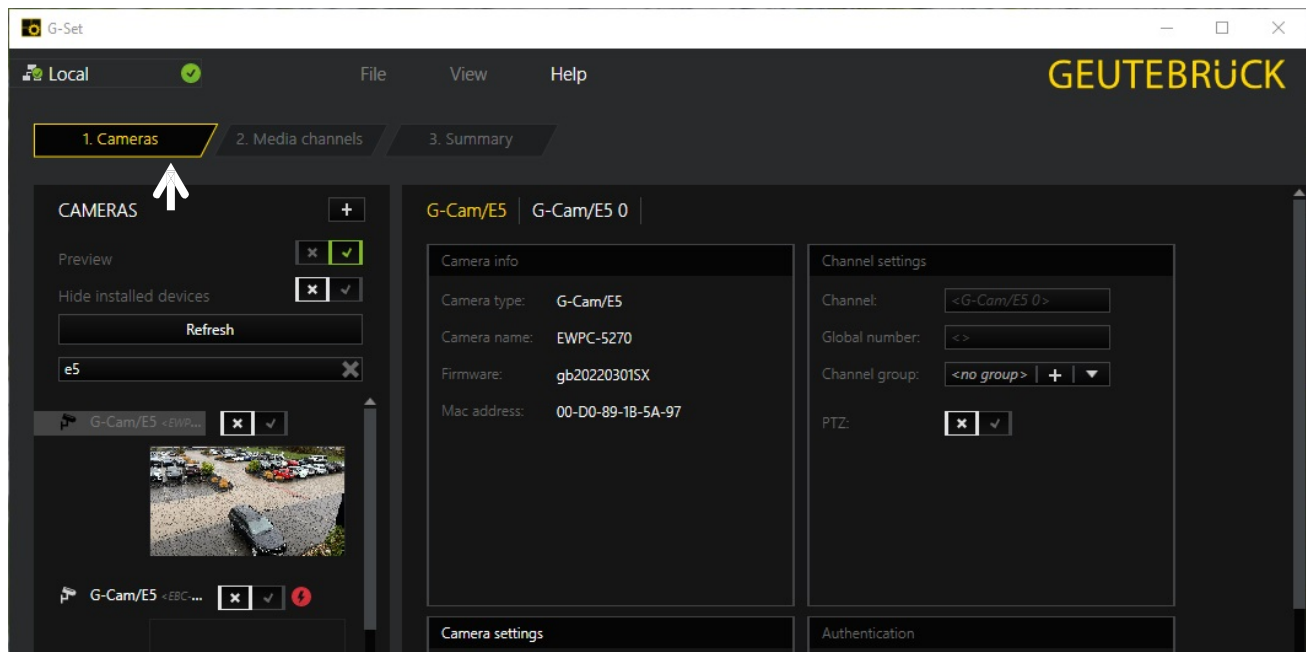 G-Set
Local File View Help GEUTEBRÜCK
1. Cameras 2. Media channels 3. Summary
CAMERAS +
Preview
Hide installed devices
Refresh
e5
G-Cam/E5 <EWP...
G-Cam/E5 <EBC-...
G-Cam/E5 G-Cam/E5 0
Camera info
Camera type: G-Cam/E5
Camera name: EWPC-5270
Firmware: gb20220301SX
Mac address: 00-D0-89-1B-5A-97
Channel settings
Channel: <G-Cam/E5 0>
Global number: <>
Channel group: <no group> +
PTZ:
Camera settings
Authentication